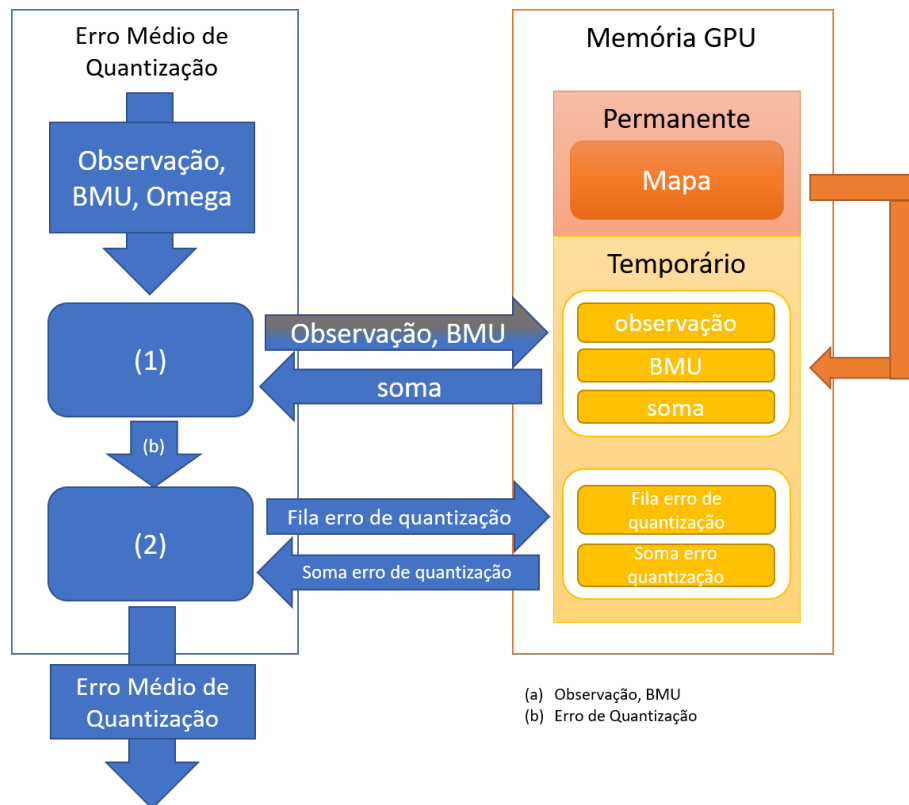 Erro Médio de
Quantização
Observação,
BMU, Omega
(1)
(b)
(2)
Erro Médio de
Quantização
Observação, BMU
soma
Fila erro de quantização
Soma erro de quantização
Memória GPU
Permanente
Mapa
Temporário
observação
BMU
soma
Fila erro de
quantização
Soma erro
quantização
(a) Observação, BMU
(b) Erro de Quantização